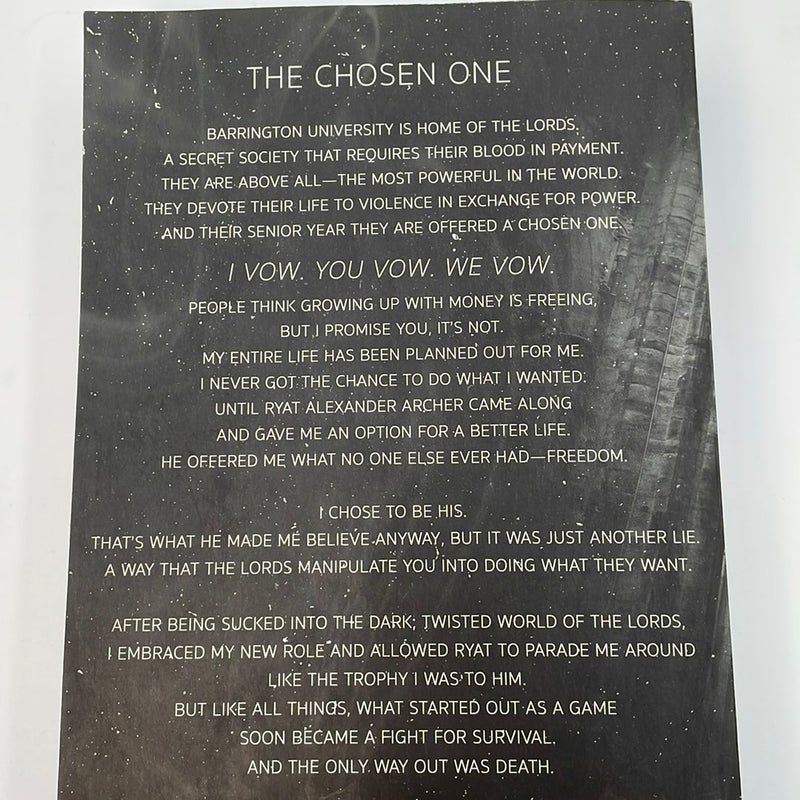 THE CHOSEN ONE
BARRINGTON UNIVERSITY IS HOME OF THE LORDS,
A SECRET SOCIETY THAT REQUIRES THEIR BLOOD IN PAYMENT.
THEY ARE ABOVE ALL—THE MOST POWERFUL IN THE WORLD.
THEY DEVOTE THEIR LIFE TO VIOLENCE IN EXCHANGE FOR POWER.
AND THEIR SENIOR YEAR THEY ARE OFFERED A CHOSEN ONE.
I VOW. YOU VOW. WE VOW.
PEOPLE THINK GROWING UP WITH MONEY IS FREEING,
BUT I PROMISE YOU, IT'S NOT.
MY ENTIRE LIFE HAS BEEN PLANNED OUT FOR ME.
I NEVER GOT THE CHANCE TO DO WHAT I WANTED
UNTIL RYAT ALEXANDER ARCHER CAME ALONG
AND GAVE ME AN OPTION FOR A BETTER LIFE.
HE OFFERED ME WHAT NO ONE ELSE EVER HAD—FREEDOM.
I CHOSE TO BE HIS.
THAT'S WHAT HE MADE ME BELIEVE ANYWAY, BUT IT WAS JUST ANOTHER LIE.
A WAY THAT THE LORDS MANIPULATE YOU INTO DOING WHAT THEY WANT.
AFTER BEING SUCKED INTO THE DARK, TWISTED WORLD OF THE LORDS,
I EMBRACED MY NEW ROLE AND ALLOWED RYAT TO PARADE ME AROUND
LIKE THE TROPHY I WAS TO HIM.
BUT LIKE ALL THINGS, WHAT STARTED OUT AS A GAME
SOON BECAME A FIGHT FOR SURVIVAL.
AND THE ONLY WAY OUT WAS DEATH.